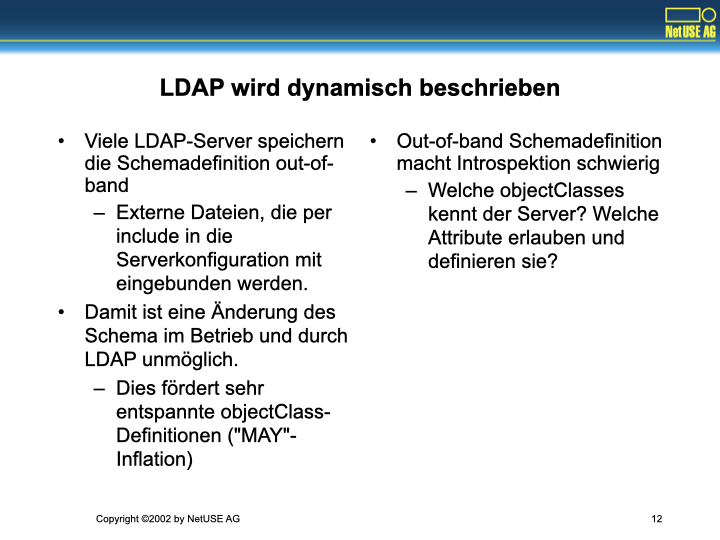 NetUSE AG
LDAP wird dynamisch beschrieben
• Viele LDAP-Server speichern
die Schemadefinition out-of-
band
– Externe Dateien, die per
include in die
Serverkonfiguration mit
eingebunden werden.
• Damit ist eine Änderung des
Schema im Betrieb und durch
LDAP unmöglich.
– Dies fördert sehr
entspannte objectClass-
Definitionen ("MAY"-
Inflation)
• Out-of-band Schemadefinition
macht Introspektion schwierig
– Welche objectClasses
kennt der Server? Welche
Attribute erlauben und
definieren sie?
Copyright ©2002 by NetUSE AG
12